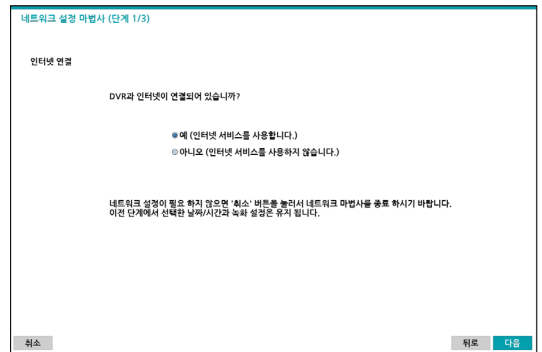 네트워크 설정 마법사 (단계 1/3)
인터넷 연결
DVR과 인터넷이 연결되어 있습니까?
예 (인터넷 서비스를 사용합니다.)
아니오 (인터넷 서비스를 사용하지 않습니다.)
네트워크 설정이 필요 하지 않으면 '취소' 버튼을 눌러서 네트워크 마법사를 종료 하시기 바랍니다.
이전 단계에서 선택한 날짜/시간과 녹화 설정은 유지 됩니다.
취소 뒤로 다음